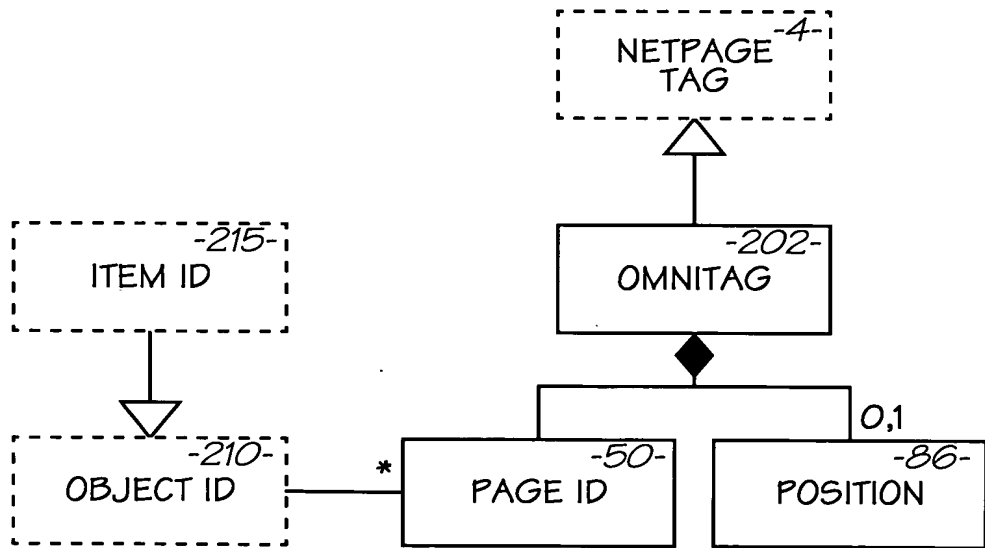 -4-
NETPAGE
TAG
-215-
ITEM ID
-202-
OMNITAG
0,1
-210-
OBJECT ID
*
-50-
PAGE ID
-86-
POSITION